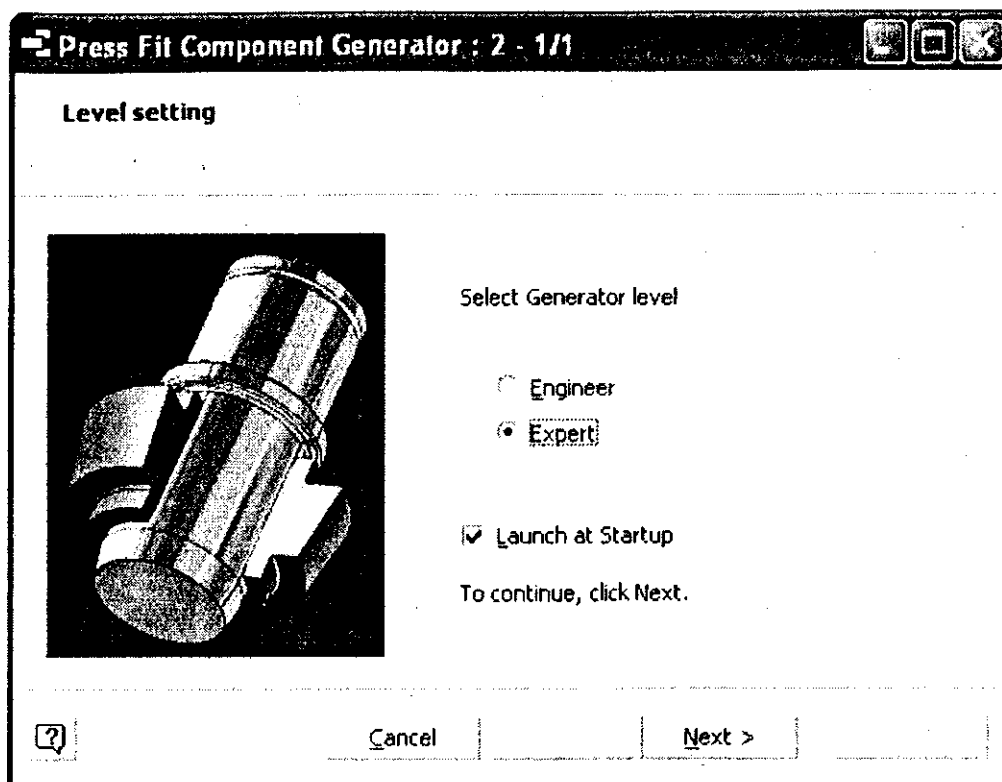 Press Fit Component Generator : 2 - 1/1
Level setting
Select Generator level
Engineer
Expert
Launch at Startup
To continue, click Next.
?
Cancel
Next >